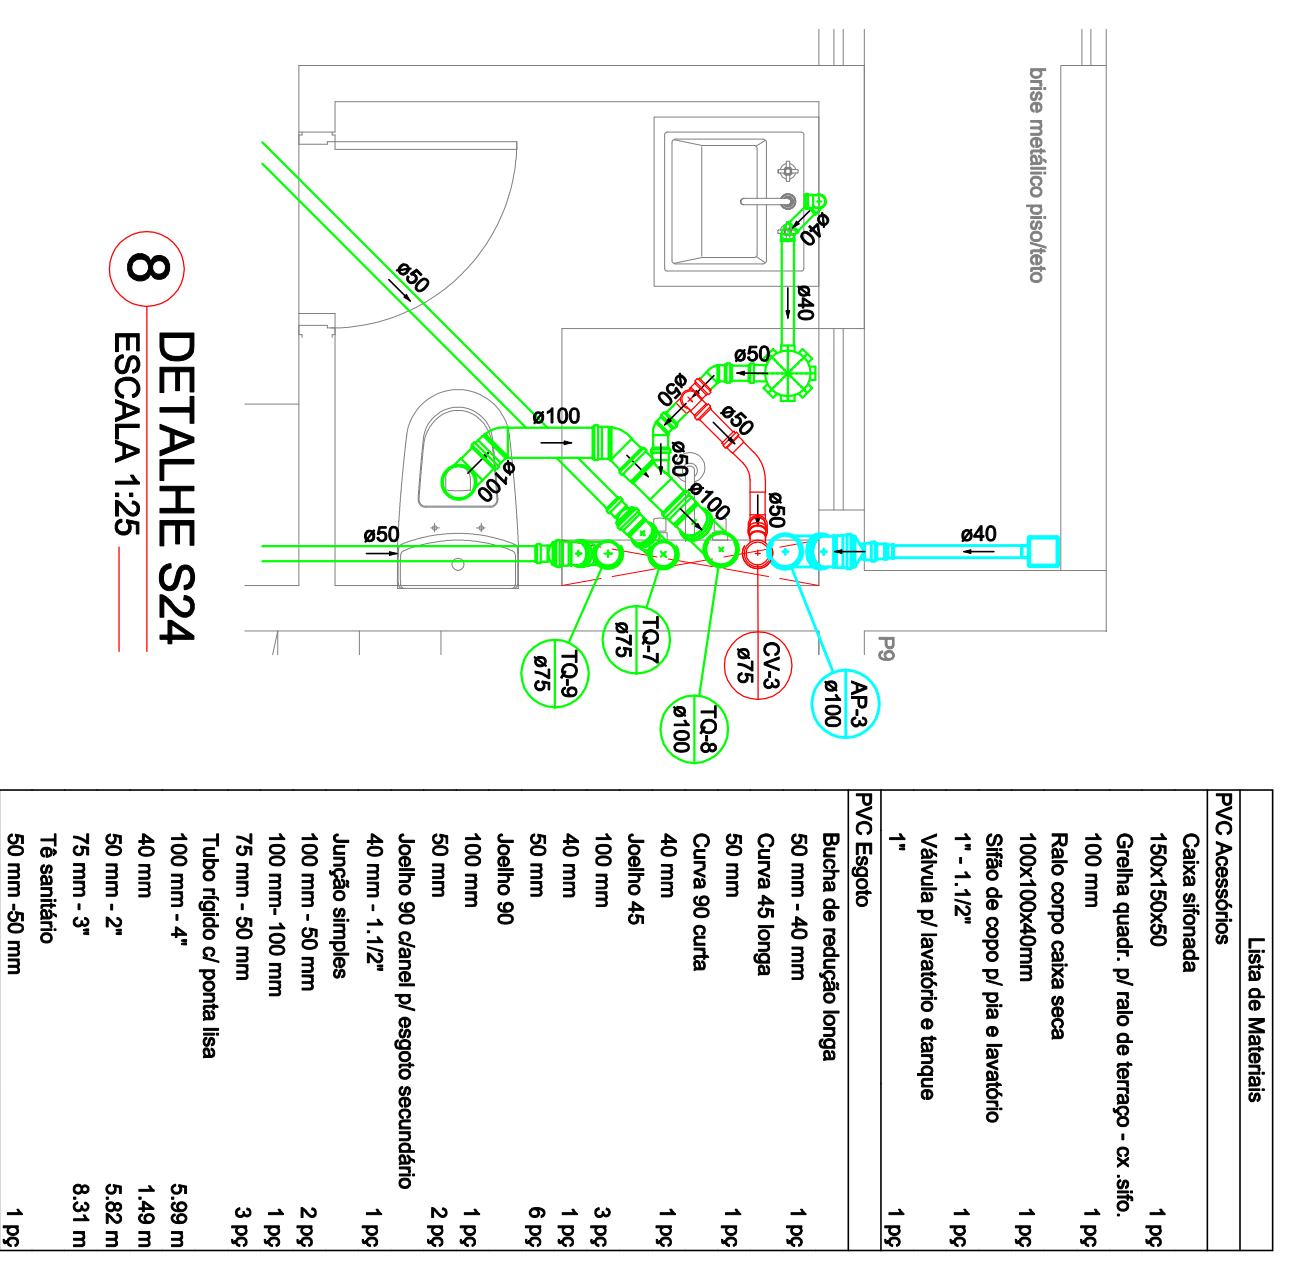 brise metálico piso/teto
ø40
ø40
ø50
ø50
ø50
ø50
ø50
ø50
ø100
ø100
ø100
ø50
ø50
ø40
P9
AP-3
ø100
CV-3
ø75
TQ-8
ø100
TQ-7
ø75
TQ-9
ø75
8
DETALHE S24
ESCALA 1:25
Lista de Materiais
PVC Acessórios
Caixa sifonada
150x150x50 1 pç
Grelha quadr. p/ ralo de terraço - cx .sifo.
100 mm 1 pç
Ralo corpo caixa seca
100x100x40mm 1 pç
Sifão de copo p/ pia e lavatório
1" - 1.1/2" 1 pç
Válvula p/ lavatório e tanque
1" 1 pç
PVC Esgoto
Bucha de redução longa
50 mm - 40 mm 1 pç
Curva 45 longa
50 mm 1 pç
Curva 90 curta
40 mm 1 pç
Joelho 45
100 mm 3 pç
40 mm 1 pç
50 mm 6 pç
Joelho 90
100 mm 1 pç
50 mm 2 pç
Joelho 90 c/anel p/ esgoto secundário
40 mm - 1.1/2" 1 pç
Junção simples
100 mm - 50 mm 2 pç
100 mm- 100 mm 1 pç
75 mm - 50 mm 3 pç
Tubo rígido c/ ponta lisa
100 mm - 4" 5.99 m
40 mm 1.49 m
50 mm - 2" 5.82 m
75 mm - 3" 8.31 m
Tê sanitário
50 mm -50 mm 1 pç